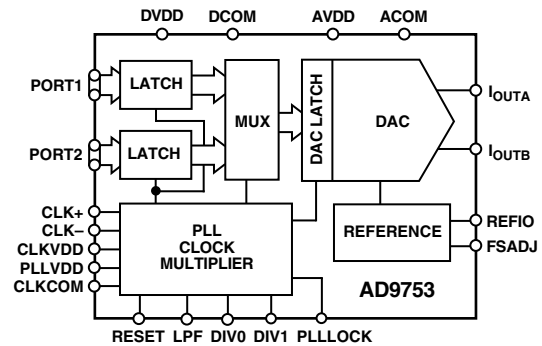 DVDD DCOM AVDD ACOM
PORT1
LATCH
PORT2
LATCH
MUX
DAC LATCH
DAC
IOUTA
IOUTB
CLK+
CLK–
CLKVDD
PLLVDD
CLKCOM
PLL
CLOCK
MULTIPLIER
REFERENCE
REFIO
FSADJ
AD9753
RESET LPF DIV0 DIV1 PLLLOCK